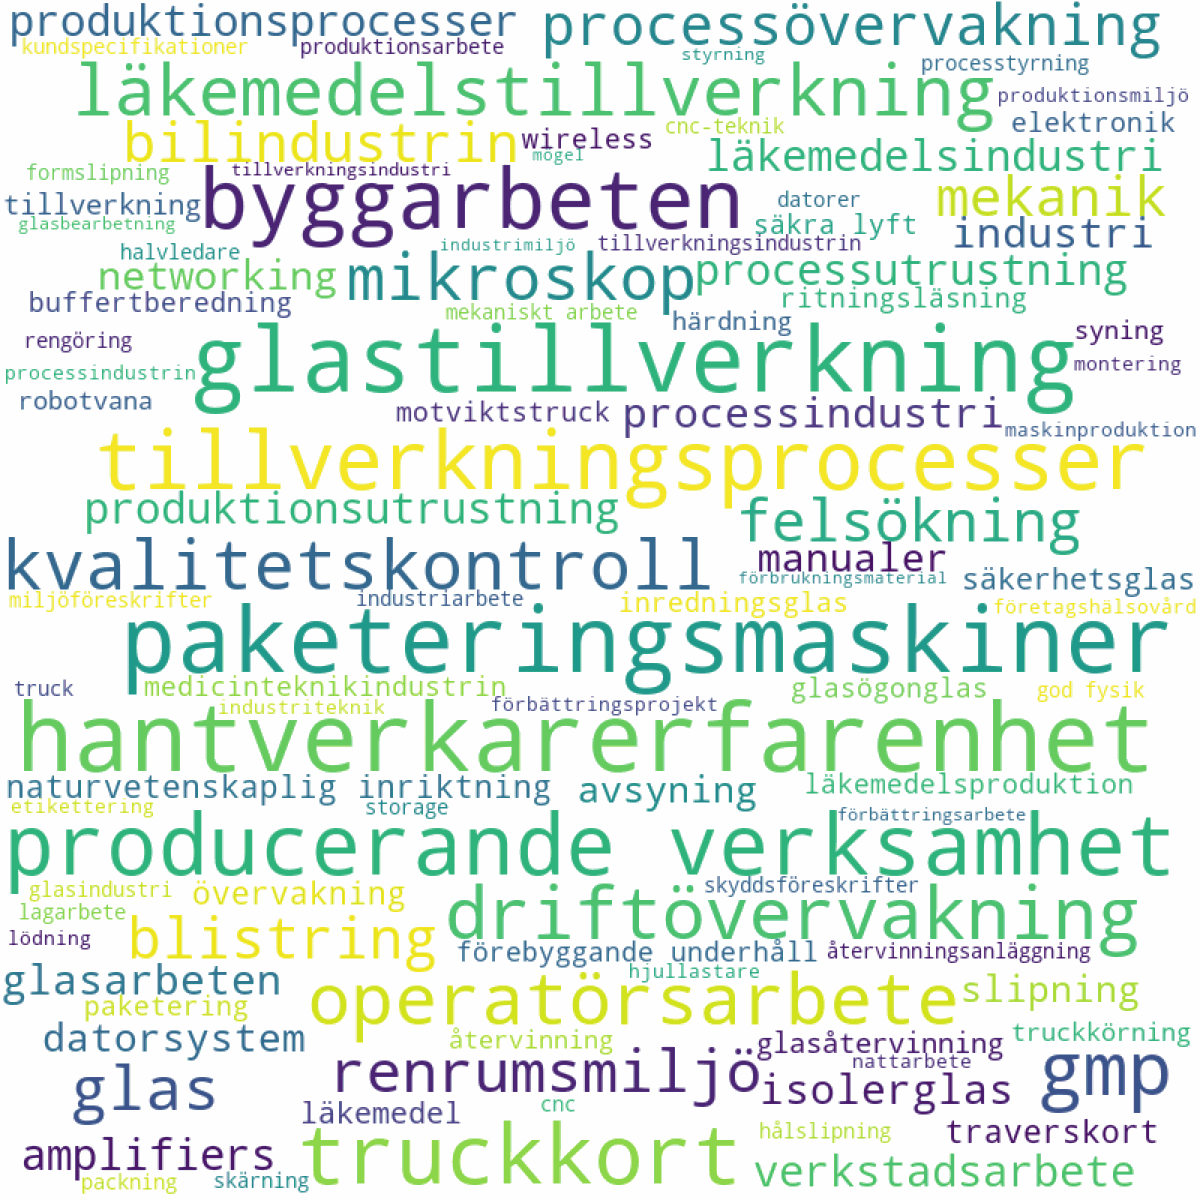 produktionsprocesser
processövervakning
kundspecifikationer
produktionsarbete
styrning
processtyrning
läkemedelstillverkning
produktionsmiljö
bilindustrin
wireless
cnc-teknik
elektronik
mögel
läkemedelsindustri
formslipning
tillverkningsindustri
byggarbeten
tillverkning
datorer
mekanik
glasbearbetning
säkra lyft
industri
halvledare
industrimiljö
tillverkningsindustrin
networking
mikroskop
processutrustning
buffertberedning
mekaniskt arbete
ritningsläsning
rengöring
härdning
syning
glastillverkning
montering
processindustrin
robotvana
motviktstruck
processindustri
maskinproduktion
tillverkningsprocesser
produktionsutrustning
felsökning
kvalitetskontroll
manualer
förbrukningsmaterial
säkerhetsglas
miljöföreskrifter
industriarbete
inredningsglas
företagshälsovård
paketeringsmaskiner
truck
medicinteknikindustrin
glasögonglas
god fysik
industriteknik
förbättringsprojekt
hantverkarerfarenhet
naturvetenskaplig inriktning
avsyning
läkemedelsproduktion
etikettering
storage
förbättringsarbete
producerande verksamhet
glasindustri
övervakning
skyddsföreskrifter
lagarbete
driftövervakning
lödning
blistring
förebyggande underhåll
återvinningsanläggning
glasarbeten
hjullastare
paketering
operatörsarbete
slipning
datorsystem
återvinning
glasåtervinning
truckkörning
glas
renrumsmiljö
nattarbete
gmp
isolerglas
läkemedel
cnc
amplifiers
truckkort
hålslipning
traverskort
packning
skärning
verkstadsarbete